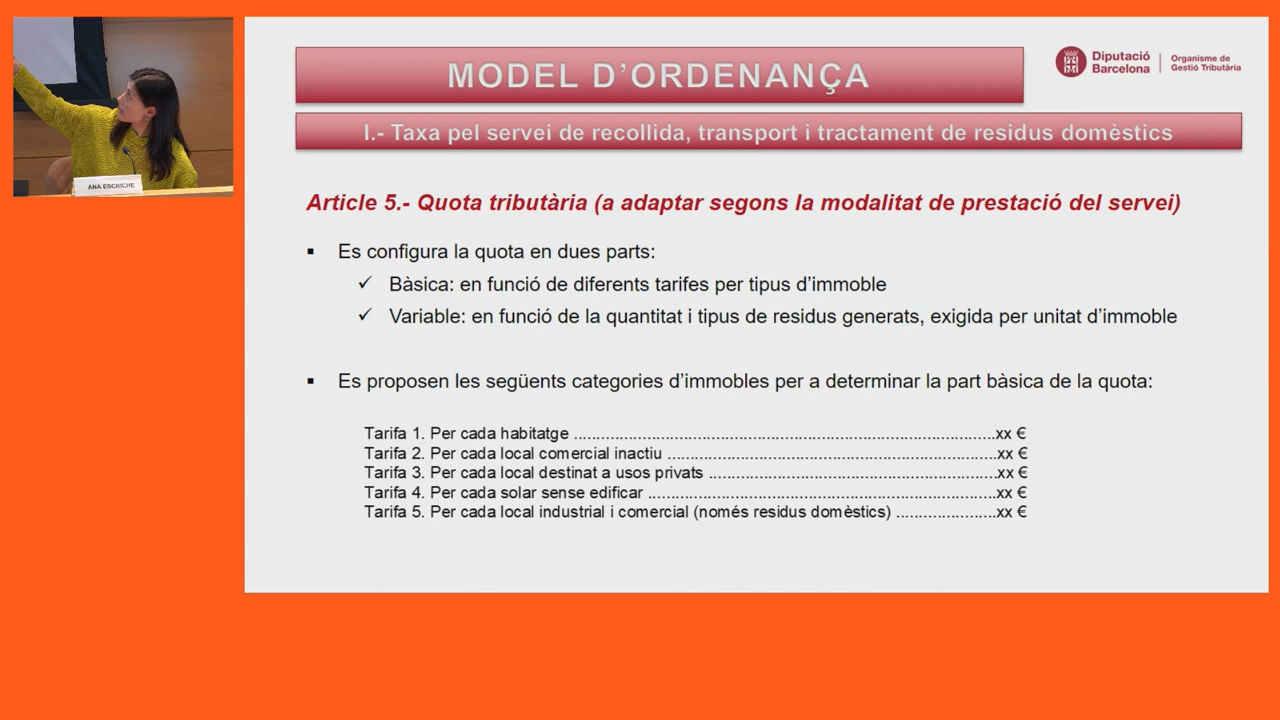 ANA ESCRICHE
MODEL D’ORDENANÇA
Diputació
Barcelona
Organisme de
Gestió Tributària
I.- Taxa pel servei de recollida, transport i tractament de residus domèstics
Article 5.- Quota tributària (a adaptar segons la modalitat de prestació del servei)
▪ Es configura la quota en dues parts:
✓ Bàsica: en funció de diferents tarifes per tipus d’immoble
✓ Variable: en funció de la quantitat i tipus de residus generats, exigida per unitat d’immoble
▪ Es proposen les següents categories d’immobles per a determinar la part bàsica de la quota:
Tarifa 1. Per cada habitatge ..........................................................................................xx €
Tarifa 2. Per cada local comercial inactiu ......................................................................xx €
Tarifa 3. Per cada local destinat a usos privats .............................................................xx €
Tarifa 4. Per cada solar sense edificar ..........................................................................xx €
Tarifa 5. Per cada local industrial i comercial (només residus domèstics) .....................xx €